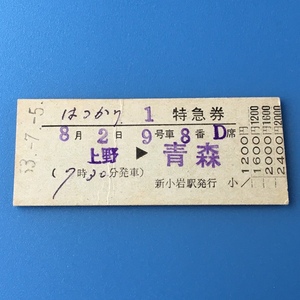 53.-7.-5.
はつかり 1 特急券
8月2日 9号車 8番D席
上野 ▶ 青森
(7時30分発車)
新小岩駅発行 小/
1200円 1200
1600円 1600
2000円
2400円 2000